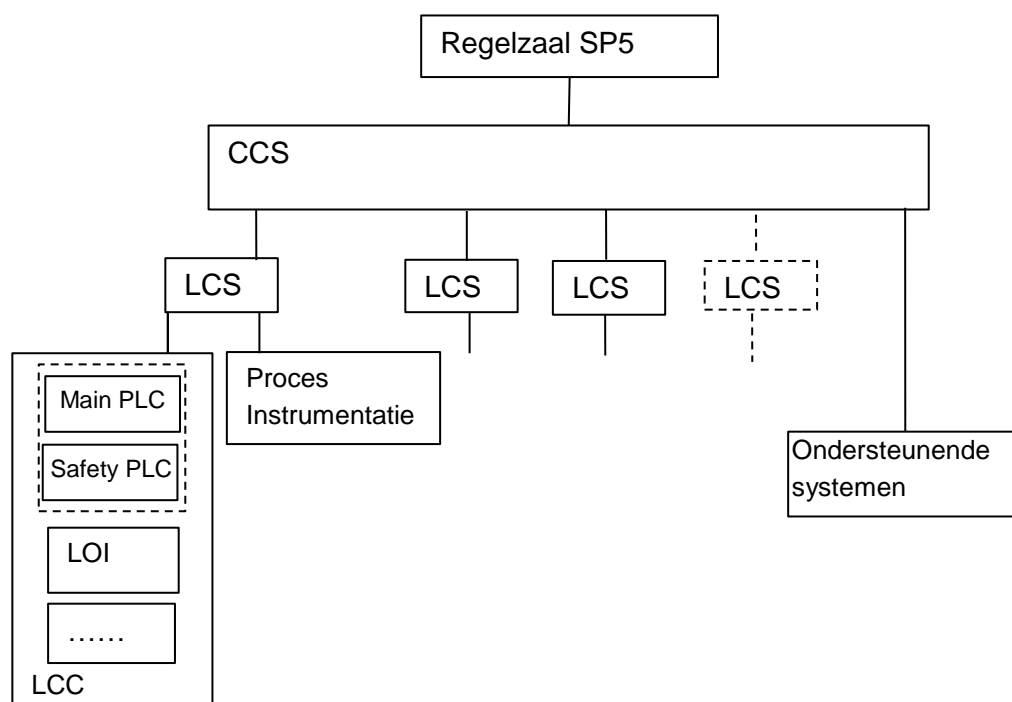 Regelzaal SP5
CCS
LCS
LCS
LCS
LCS
Main PLC
Safety PLC
LOI
......
LCC
Proces
Instrumentatie
Ondersteunende
systemen